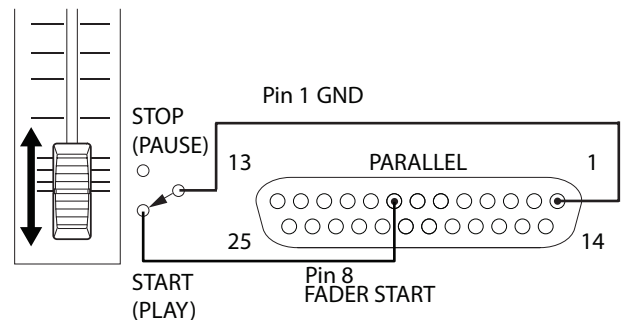 Pin 1 GND
STOP
(PAUSE)
13
PARALLEL
1
25
14
START
(PLAY)
Pin 8
FADER START